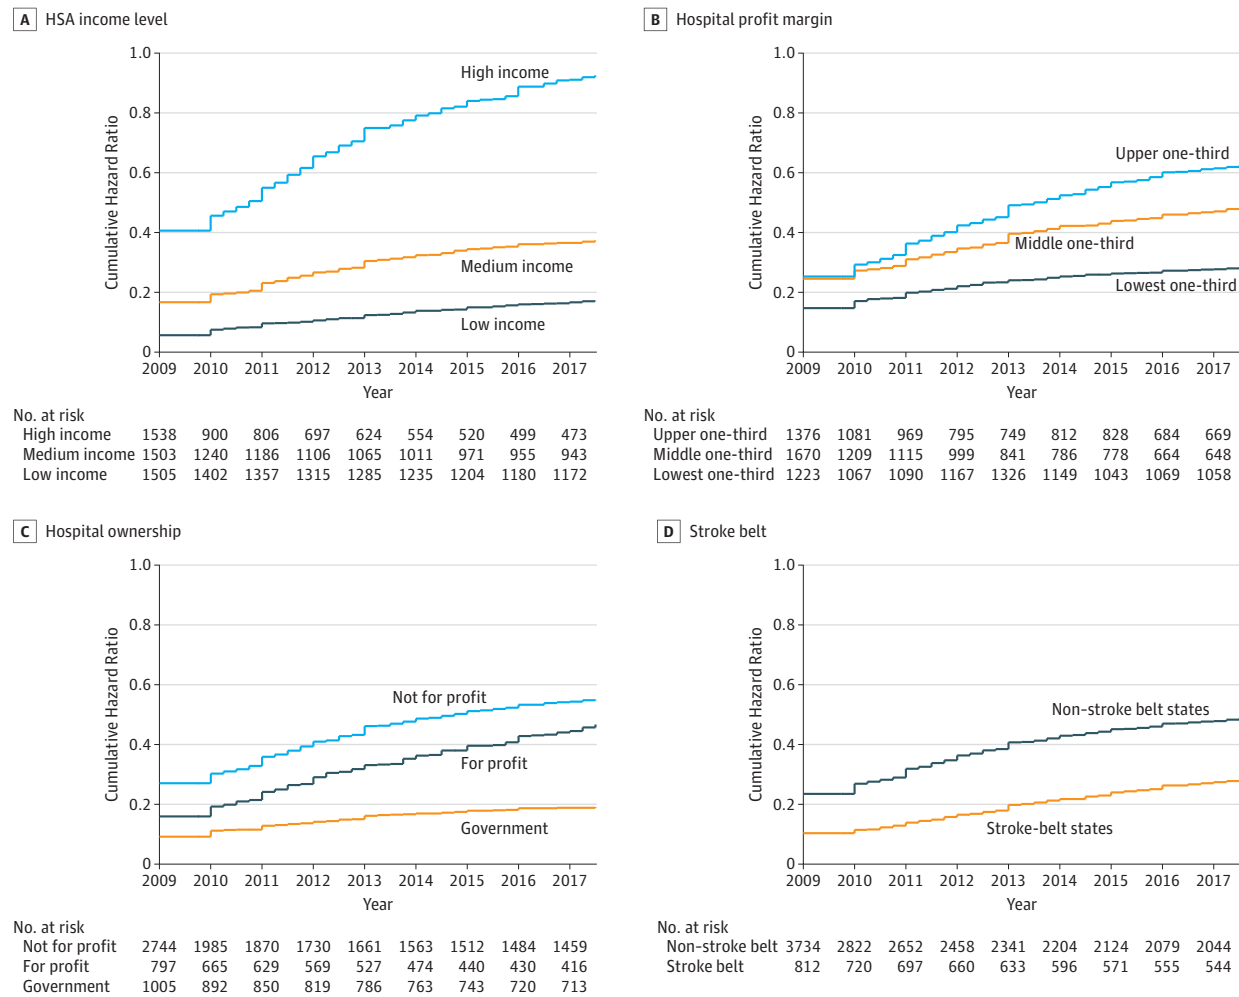 A HSA income level
1.0
0.8
0.6
0.4
0.2
0
Cumulative Hazard Ratio
High income
Medium income
Low income
2009 2010 2011 2012 2013 2014 2015 2016 2017
Year
No. at risk
High income 1538 900 806 697 624 554 520 499 473
Medium income 1503 1240 1186 1106 1065 1011 971 955 943
Low income 1505 1402 1357 1315 1285 1235 1204 1180 1172
B Hospital profit margin
1.0
0.8
0.6
0.4
0.2
0
Cumulative Hazard Ratio
Upper one-third
Middle one-third
Lowest one-third
2009 2010 2011 2012 2013 2014 2015 2016 2017
Year
No. at risk
Upper one-third 1376 1081 969 795 749 812 828 684 669
Middle one-third 1670 1209 1115 999 841 786 778 664 648
Lowest one-third 1223 1067 1090 1167 1326 1149 1043 1069 1058
C Hospital ownership
1.0
0.8
0.6
0.4
0.2
0
Cumulative Hazard Ratio
Not for profit
For profit
Government
2009 2010 2011 2012 2013 2014 2015 2016 2017
Year
No. at risk
Not for profit 2744 1985 1870 1730 1661 1563 1512 1484 1459
For profit 797 665 629 569 527 474 440 430 416
Government 1005 892 850 819 786 763 743 720 713
D Stroke belt
1.0
0.8
0.6
0.4
0.2
0
Cumulative Hazard Ratio
Non-stroke belt states
Stroke-belt states
2009 2010 2011 2012 2013 2014 2015 2016 2017
Year
No. at risk
Non-stroke belt 3734 2822 2652 2458 2341 2204 2124 2079 2044
Stroke belt 812 720 697 660 633 596 571 555 544